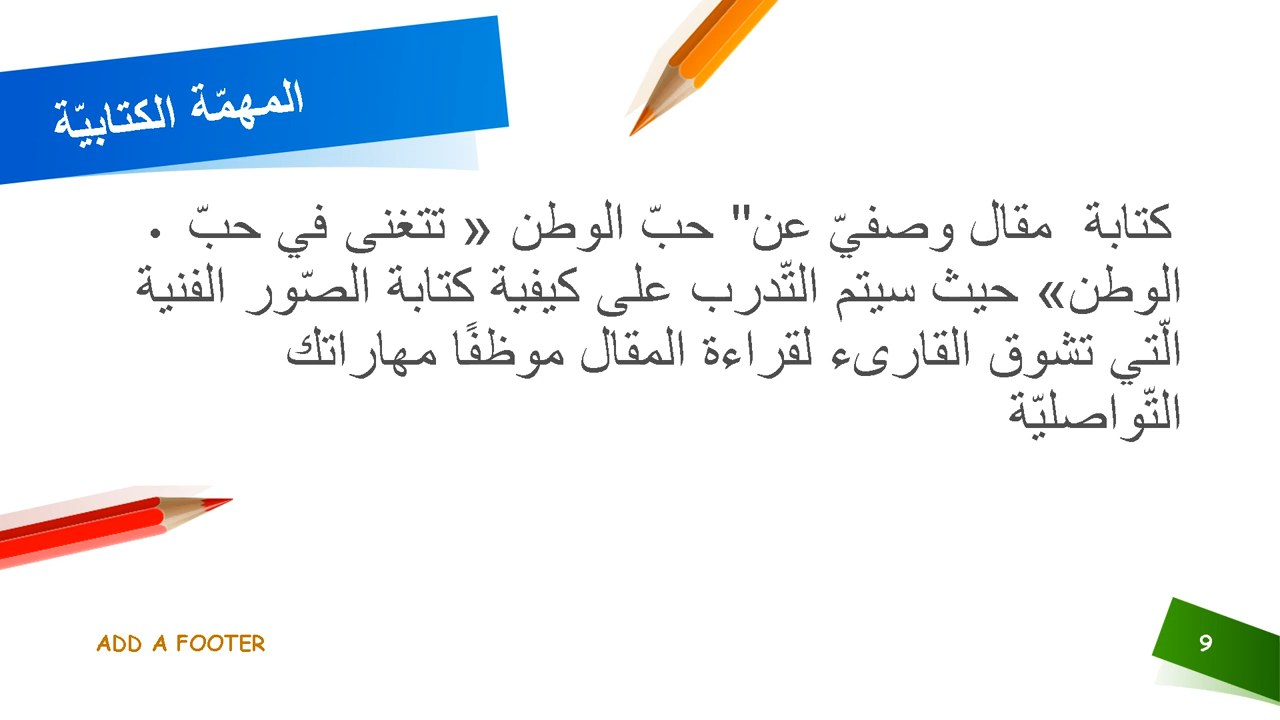 المهمّة الكتابيّة
كتابة مقال وصفيّ عن" حبّ الوطن « تتغنى في حبّ •
الوطن» حيث سيتم التّدرب على كيفية كتابة الصّور الفنية
الّتي تشوق القارىء لقراءة المقال موظفًا مهاراتك
التّواصليّة
ADD A FOOTER
9